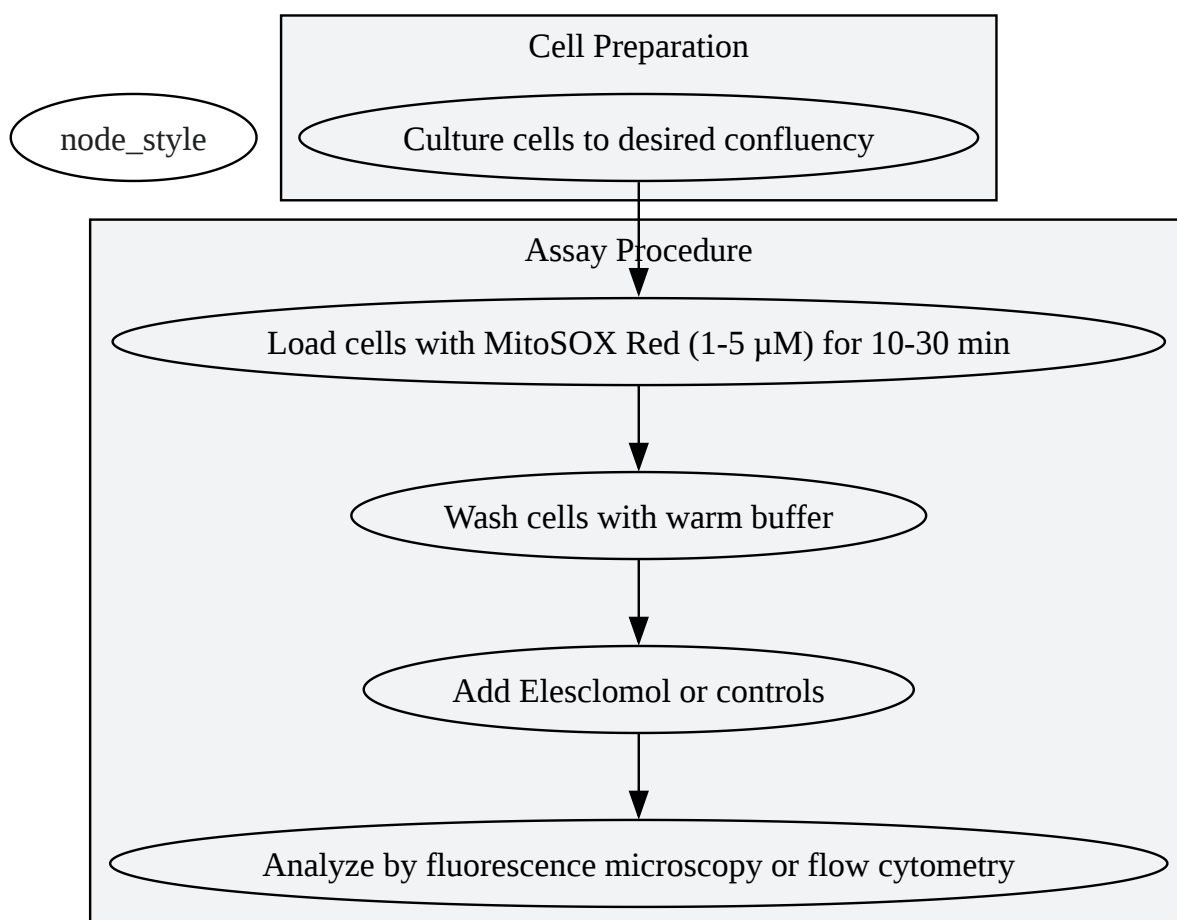 Cell Preparation
node_style
Culture cells to desired confluency
Assay Procedure
Load cells with MitoSOX Red (1-5 µM) for 10-30 min
Wash cells with warm buffer
Add Elesclomol or controls
Analyze by fluorescence microscopy or flow cytometry